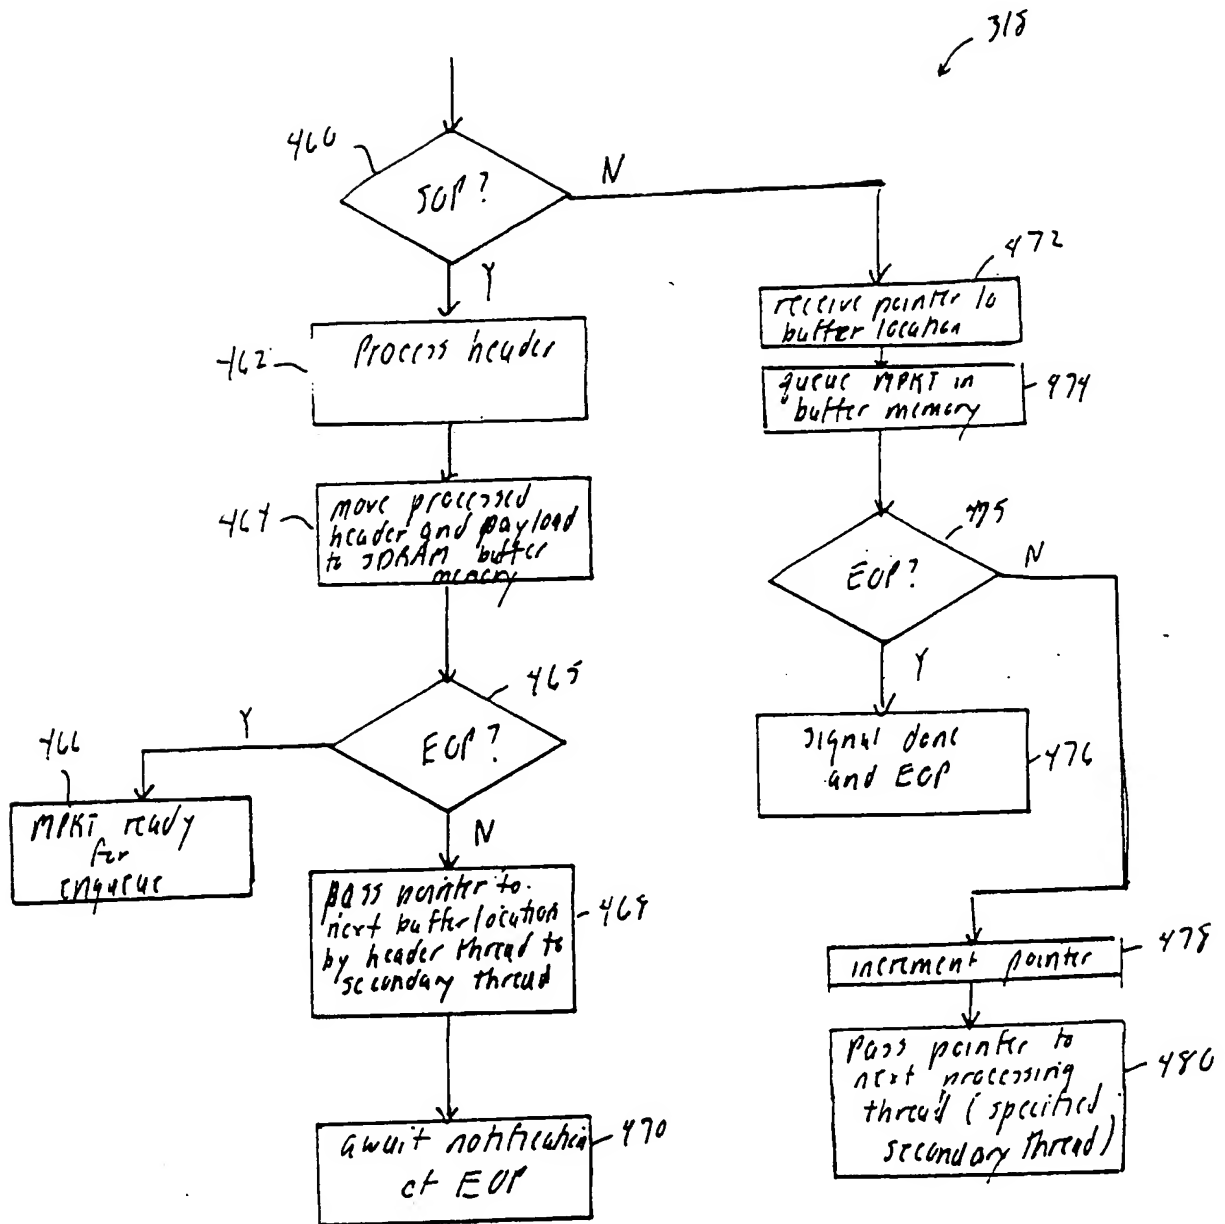 318
460
SOP?
N
Y
462
Process header
464
move processed
header and payload
to SDRAM buffer
memory
465
EOP?
Y
N
466
MPKT ready
for
enqueue
pass pointer to
next buffer location
by header thread to
secondary thread
468
await notification
of EOP
470
472
receive pointer to
buffer location
queue MPKT in
buffer memory
474
475
EOP?
N
Y
signal done
and EOP
476
increment pointer
478
Pass pointer to
next processing
thread (specified
secondary thread)
480